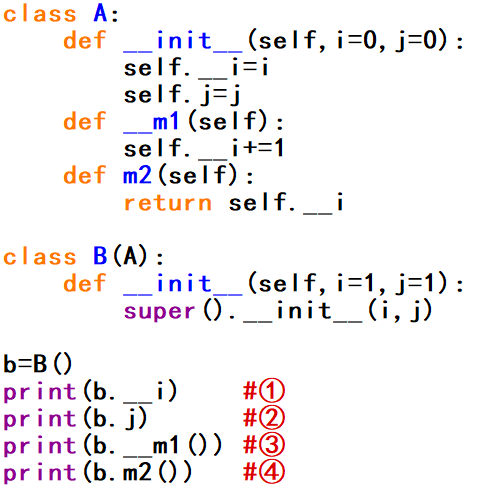 class A:
    def __init__(self,i=0,j=0):
        self.__i=i
        self.j=j
    def __m1(self):
        self.__i+=1
    def m2(self):
        return self.__i
class B(A):
    def __init__(self,i=1,j=1):
        super().__init__(i,j)
b=B()
print(b.__i)    #①
print(b.j)      #②
print(b.__m1()) #③
print(b.m2())   #④